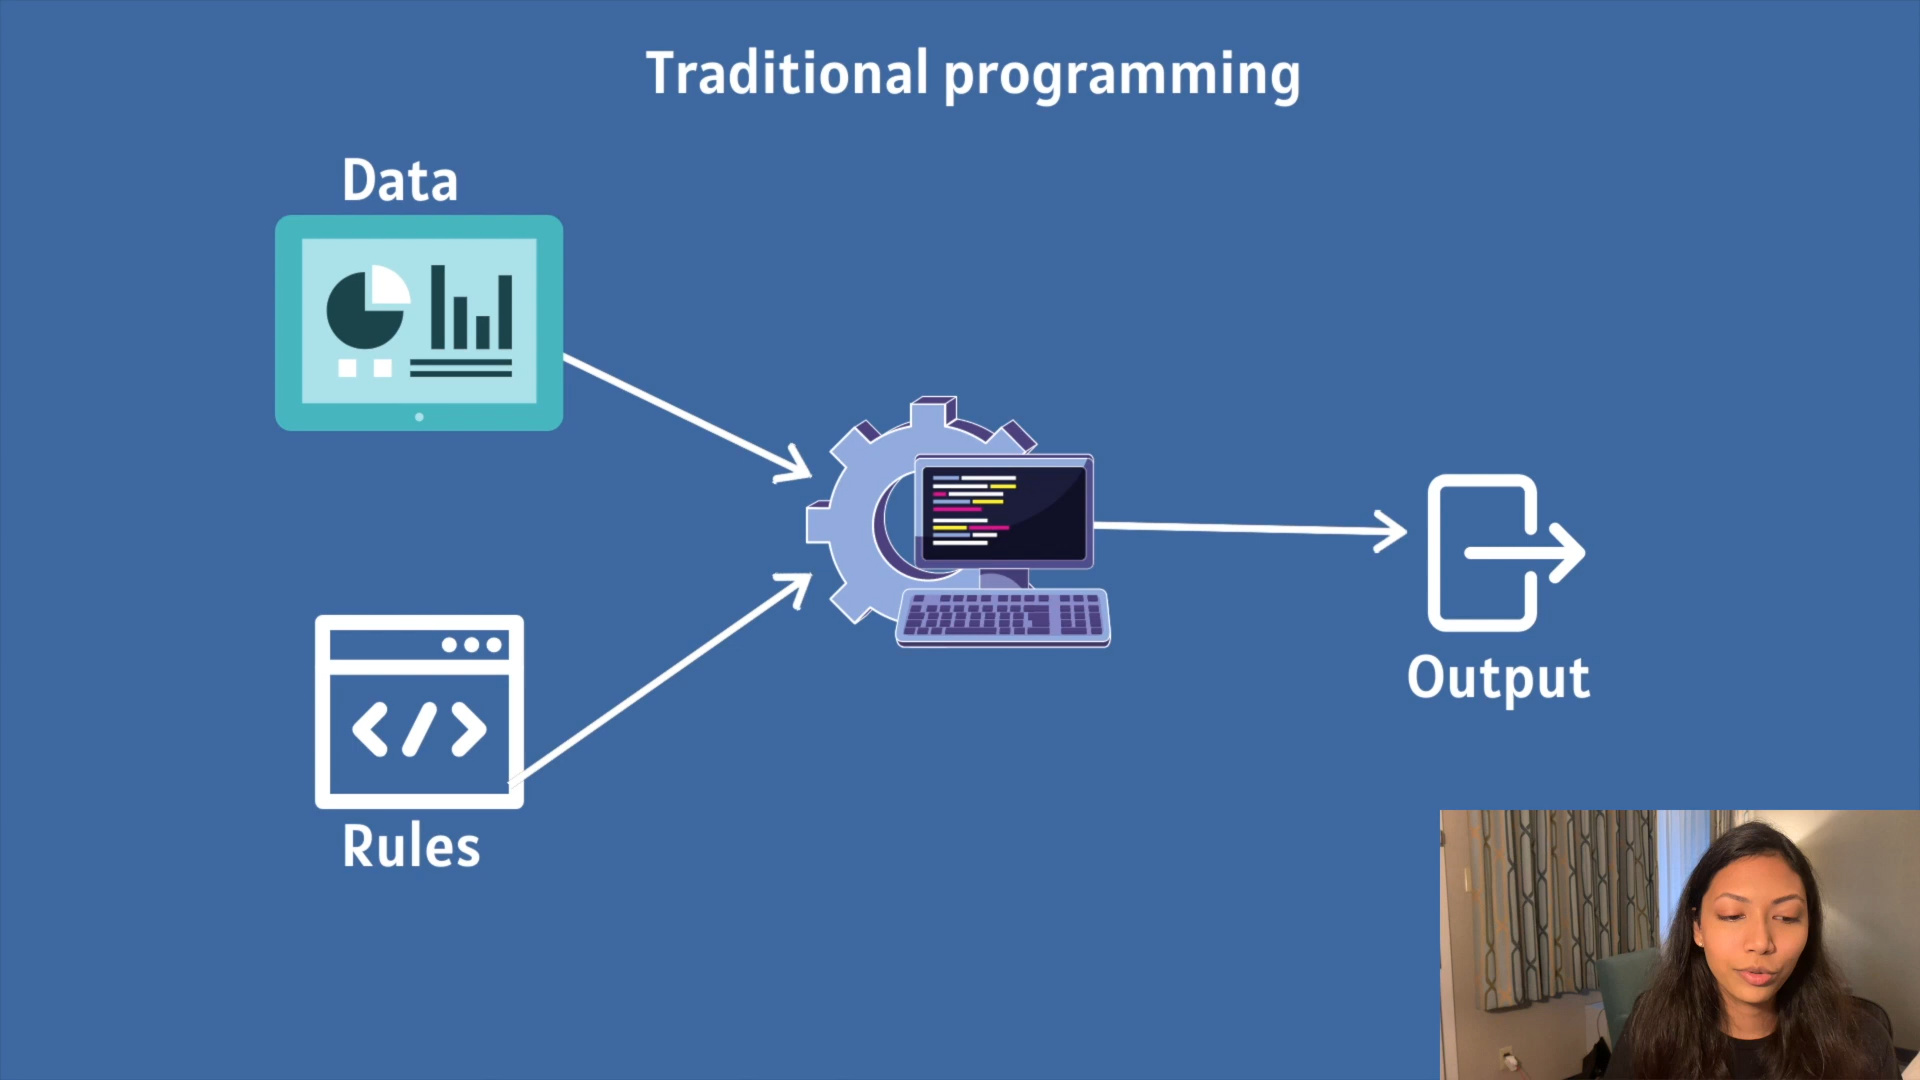 Traditional programming
Data
</>
Rules
Output